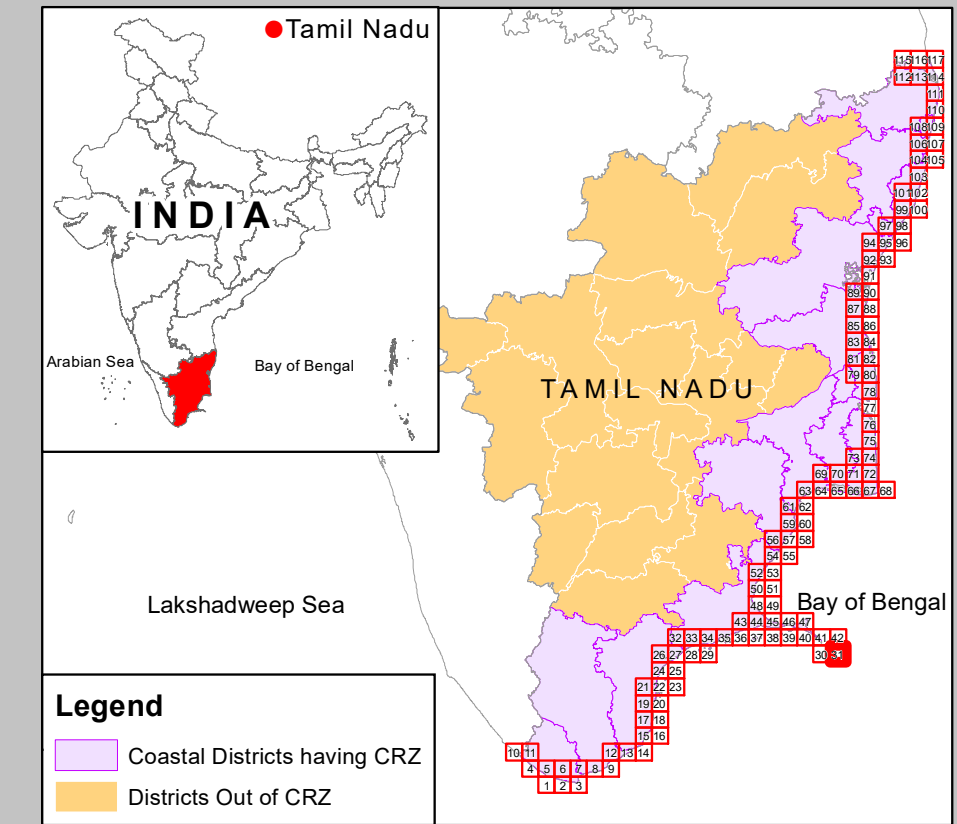 Tamil Nadu
INDIA
Arabian Sea
Bay of Bengal
115 116 117
112 113 114
111
110
108 109
106 107
104 105
103
101 102
99 100
97 98
94 95 96
92 93
91
89 90
87 88
85 86
83 84
81 82
TAMIL NADU
79 80
78
77
76
75
73 74
69 70 71 72
63 64 65 66 67 68
61 62
59 60
56 57 58
54 55
52 53
50 51
Lakshadweep Sea
48 49
Bay of Bengal
43 44 45 46 47
32 33 34 35 36 37 38 39 40 41 42
26 27 28 29 30 31
24 25
21 22 23
19 20
17 18
15 16
10 11 12 13 14
4 5 6 7 8 9
1 2 3
Legend
Coastal Districts having CRZ
Districts Out of CRZ